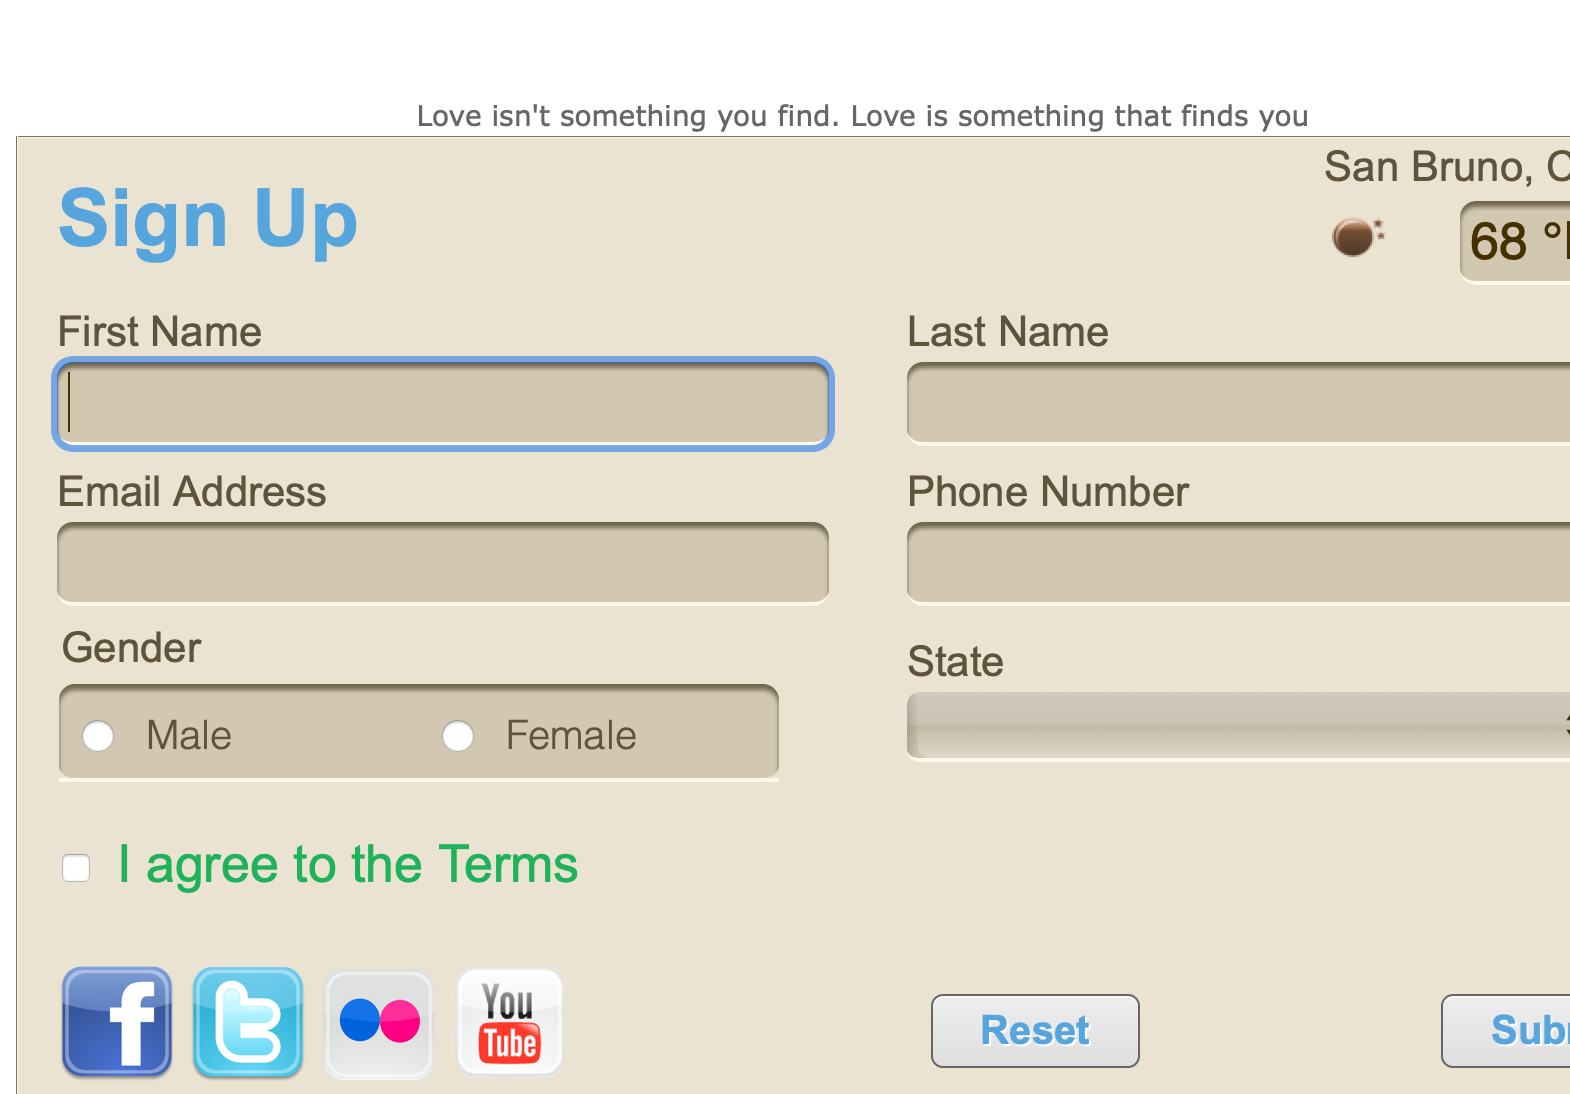 Love isn't something you find. Love is something that finds you
San Bruno,
Sign Up
68 °
First Name
Last Name
Email Address
Phone Number
Gender
State
Male
Female
I agree to the Terms
f
t
You
Tube
Reset